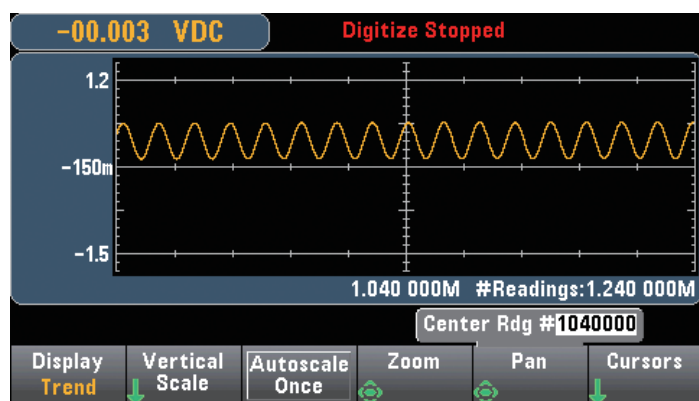 -00.003 VDC
Digitize Stopped
1.2
-150m
-1.5
1.040 000M #Readings:1.240 000M
Center Rdg #1040000
Display Trend
Vertical Scale
Autoscale Once
Zoom
Pan
Cursors